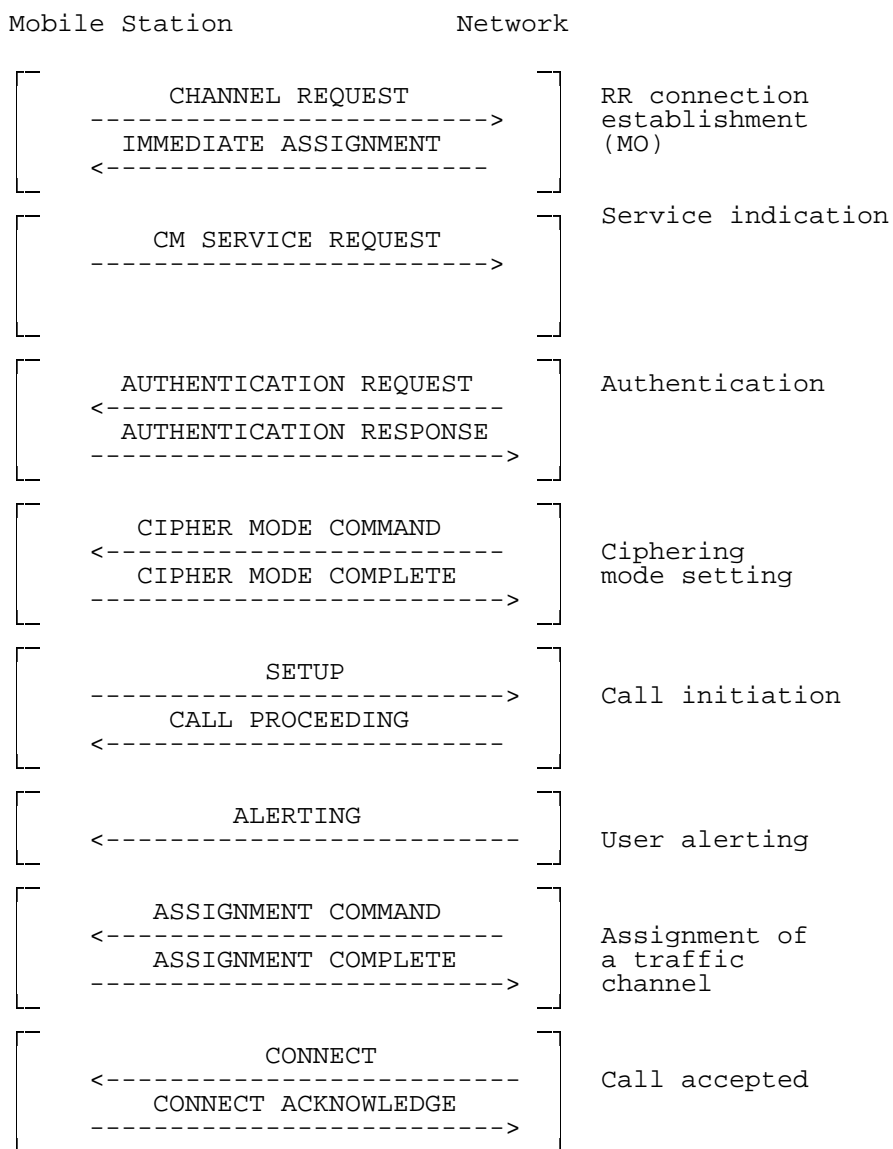 Mobile Station Network
CHANNEL REQUEST RR connection
-------------------------> establishment
IMMEDIATE ASSIGNMENT (MO)
<------------------------
Service indication
CM SERVICE REQUEST
------------------------->
AUTHENTICATION REQUEST Authentication
<-------------------------
AUTHENTICATION RESPONSE
-------------------------->
CIPHER MODE COMMAND
<------------------------- Ciphering
CIPHER MODE COMPLETE mode setting
-------------------------->
SETUP
--------------------------> Call initiation
CALL PROCEEDING
<-------------------------
ALERTING
<-------------------------- User alerting
ASSIGNMENT COMMAND
<------------------------- Assignment of
ASSIGNMENT COMPLETE a traffic
--------------------------> channel
CONNECT
<-------------------------- Call accepted
CONNECT ACKNOWLEDGE
-------------------------->